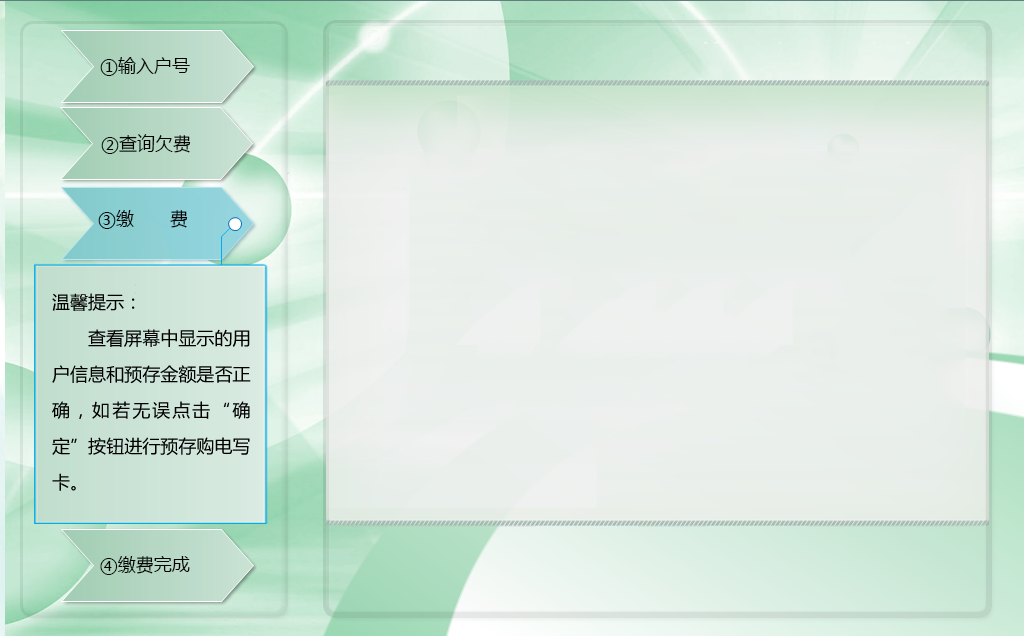 ①输入户号
②查询欠费
③缴　　费
温馨提示：
查看屏幕中显示的用
户信息和预存金额是否正
确，如若无误点击“确
定”按钮进行预存购电写
卡。
④缴费完成